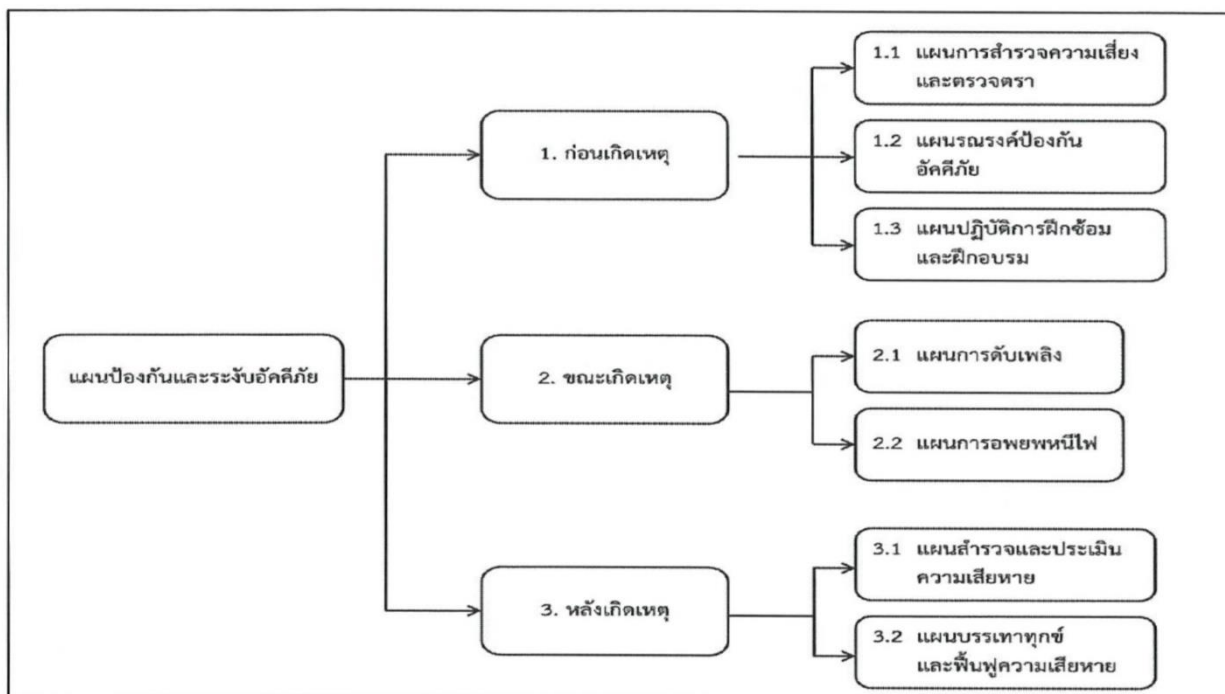 แผนป้องกันและระงับอัคคีภัย
1. ก่อนเกิดเหตุ
1.1 แผนการสำรวจความเสี่ยง
และตรวจตรา
1.2 แผนรณรงค์ป้องกัน
อัคคีภัย
1.3 แผนปฏิบัติการฝึกซ้อม
และฝึกอบรม
2. ขณะเกิดเหตุ
2.1 แผนการดับเพลิง
2.2 แผนการอพยพหนีไฟ
3. หลังเกิดเหตุ
3.1 แผนสำรวจและประเมิน
ความเสียหาย
3.2 แผนบรรเทาทุกข์
และฟื้นฟูความเสียหาย